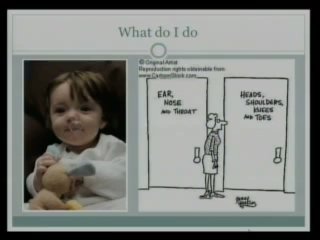 What do I do
© Original Artist
Reproduction rights obtainable from
www.CartoonStock.com
EAR,
NOSE
AND THROAT
HEADS,
SHOULDERS,
KNEES
AND TOES